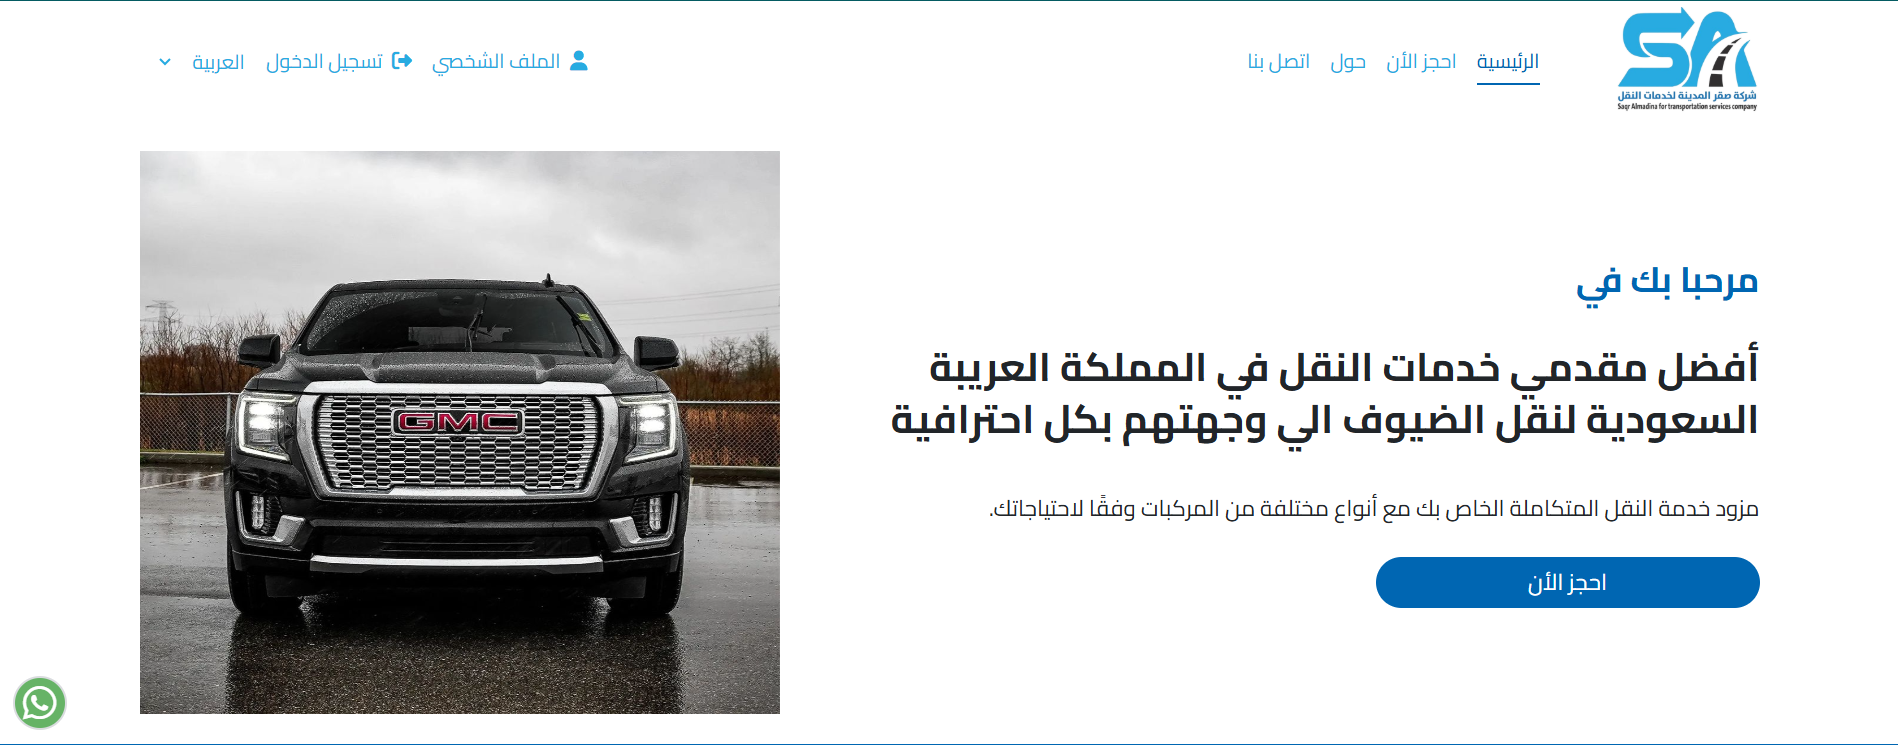 شركة صقر المدينة لخدمات النقل
Saqr Almadina for transportation services company
الرئيسية
احجز الأن
حول
اتصل بنا
الملف الشخصي
تسجيل الدخول
العربية
مرحبا بك في
أفضل مقدمي خدمات النقل في المملكة العريبة
السعودية لنقل الضيوف الي وجهتهم بكل احترافية
مزود خدمة النقل المتكاملة الخاص بك مع أنواع مختلفة من المركبات وفقًا لاحتياجاتك.
احجز الأن
GMC